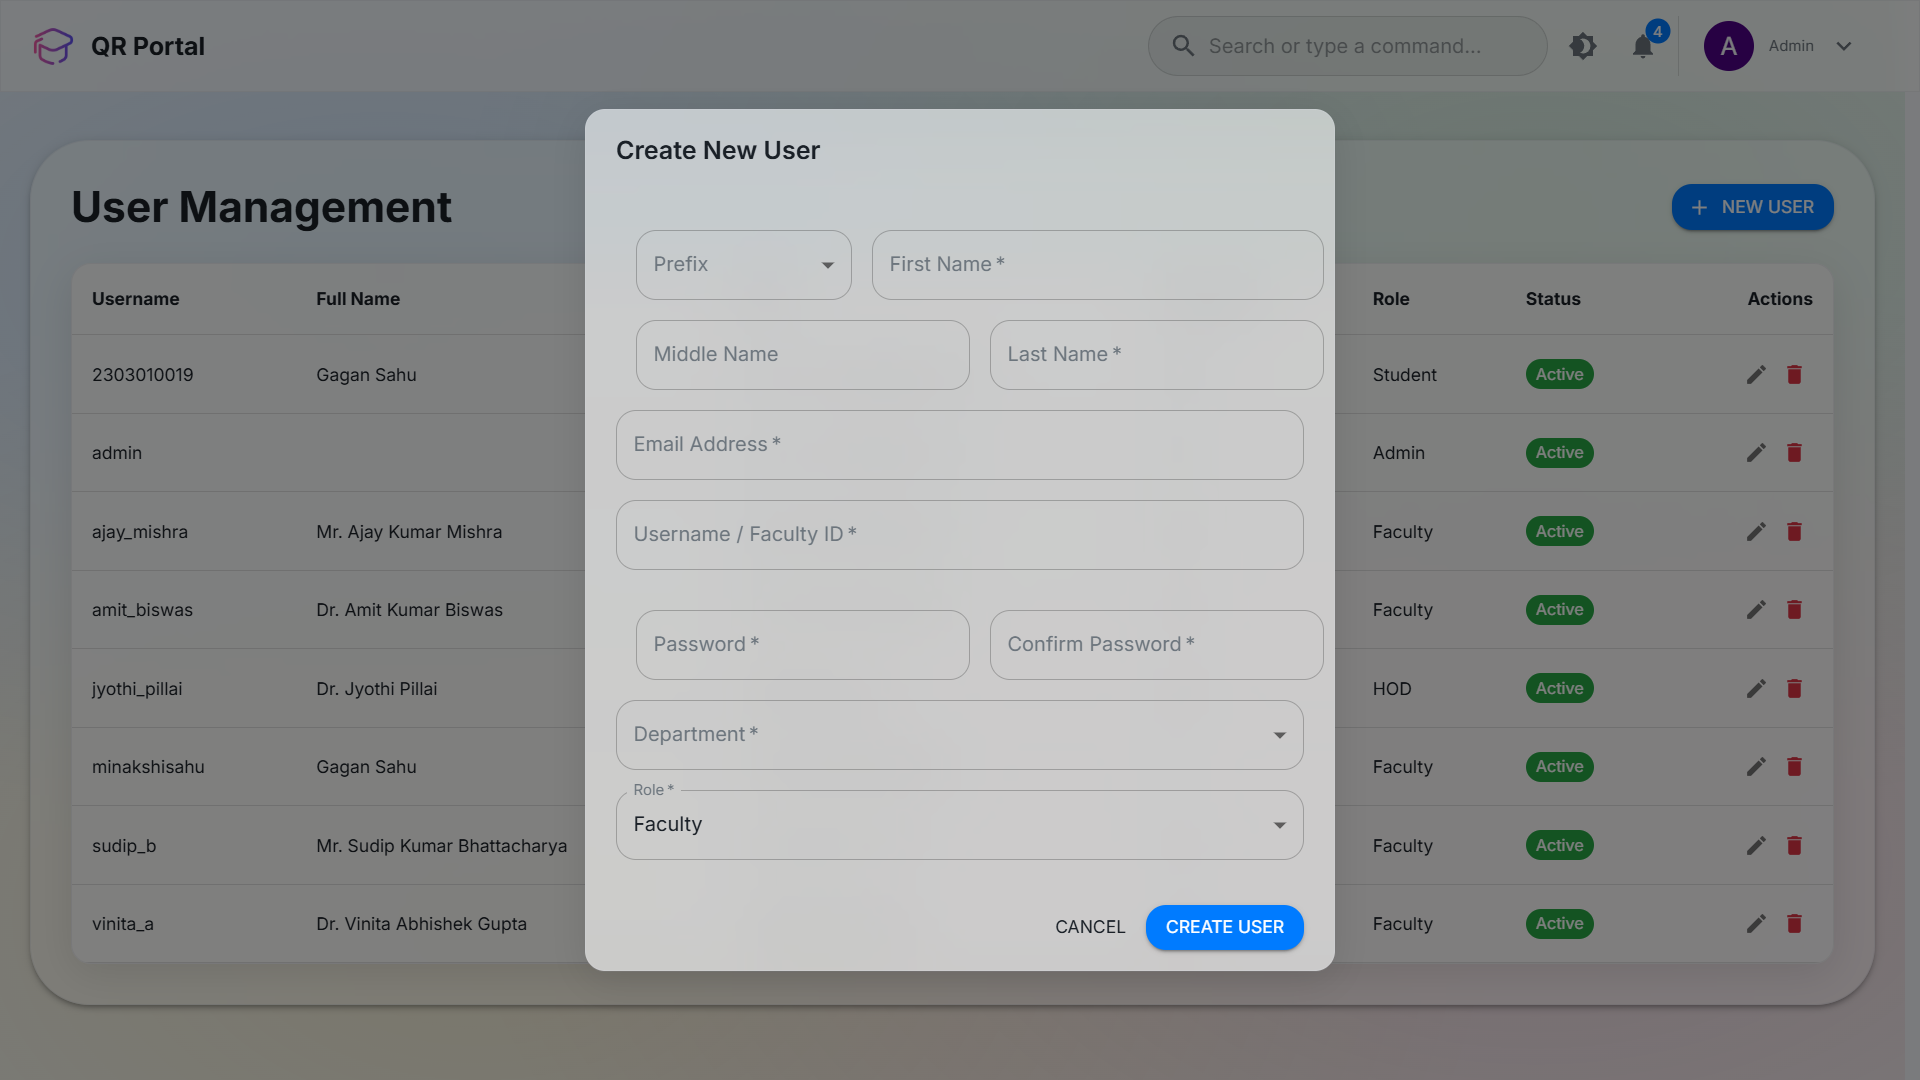 QR Portal
Search or type a command...
4
A
Admin
User Management
NEW USER
Username Full Name Role Status Actions
2303010019 Gagan Sahu Student Active
admin Admin Active
ajay_mishra Mr. Ajay Kumar Mishra Faculty Active
amit_biswas Dr. Amit Kumar Biswas Faculty Active
jyothi_pillai Dr. Jyothi Pillai HOD Active
minakshisahu Gagan Sahu Faculty Active
sudip_b Mr. Sudip Kumar Bhattacharya Faculty Active
vinita_a Dr. Vinita Abhishek Gupta Faculty Active
Create New User
Prefix
First Name *
Middle Name
Last Name *
Email Address *
Username / Faculty ID *
Password *
Confirm Password *
Department *
Role *
Faculty
CANCEL
CREATE USER